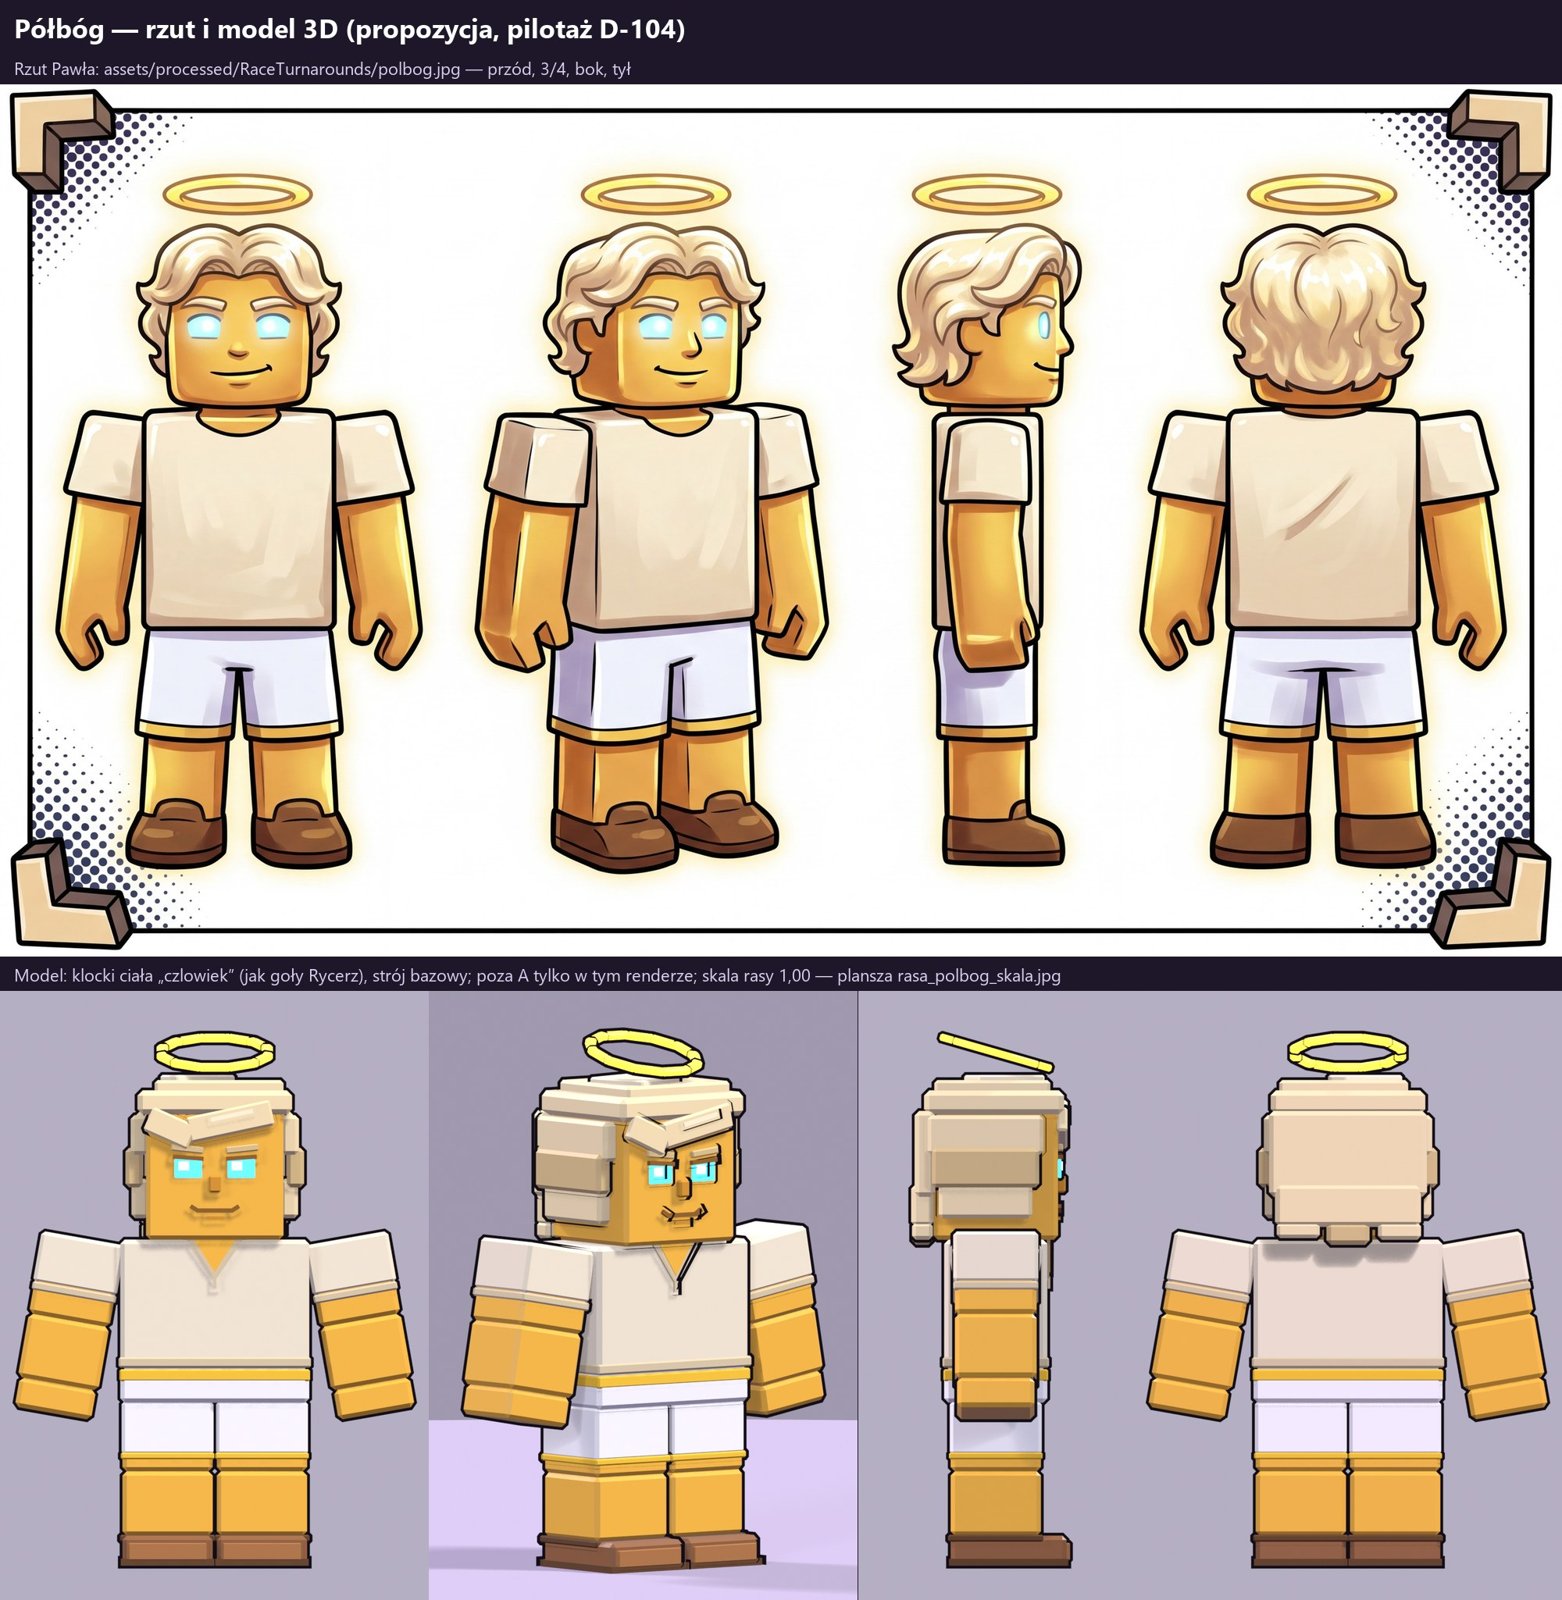 Półbóg — rzut i model 3D (propozycja, pilotaż D-104)
Rzut Pawła: assets/processed/RaceTurnarounds/polbog.jpg — przód, 3/4, bok, tył
Model: klocki ciała „czlowiek” (jak goły Rycerz), strój bazowy; poza A tylko w tym renderze; skala rasy 1,00 — plansza rasa_polbog_skala.jpg